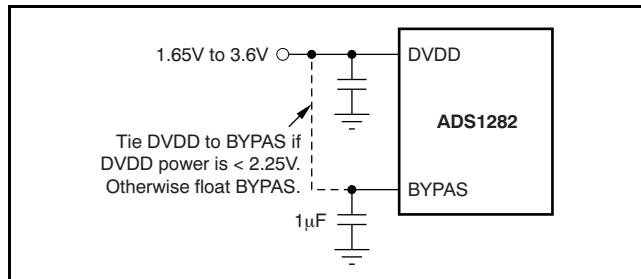 1.65V to 3.6V
DVDD
ADS1282
Tie DVDD to BYPAS if
DVDD power is < 2.25V.
Otherwise float BYPAS.
BYPAS
1μF